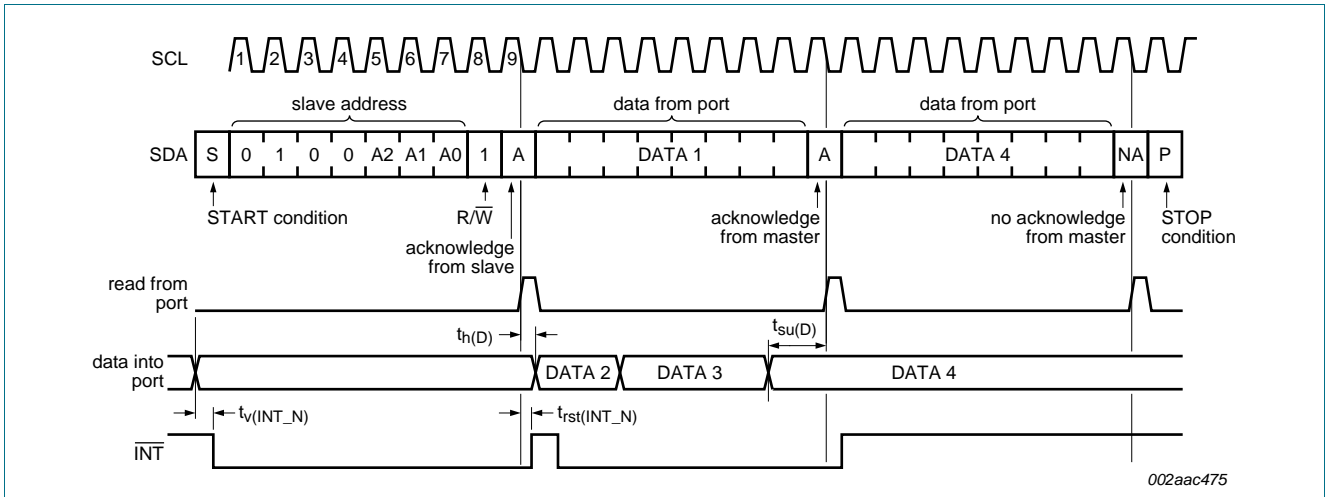 SCL 1 2 3 4 5 6 7 8 9
slave address data from port data from port
SDA S 0 1 0 0 A2 A1 A0 1 A DATA 1 A DATA 4 NA P
START condition R/W acknowledge from slave acknowledge from master no acknowledge from master STOP condition
read from port
th(D) tsu(D)
data into port DATA 2 DATA 3 DATA 4
tv(INT_N) trst(INT_N)
INT
002aac475